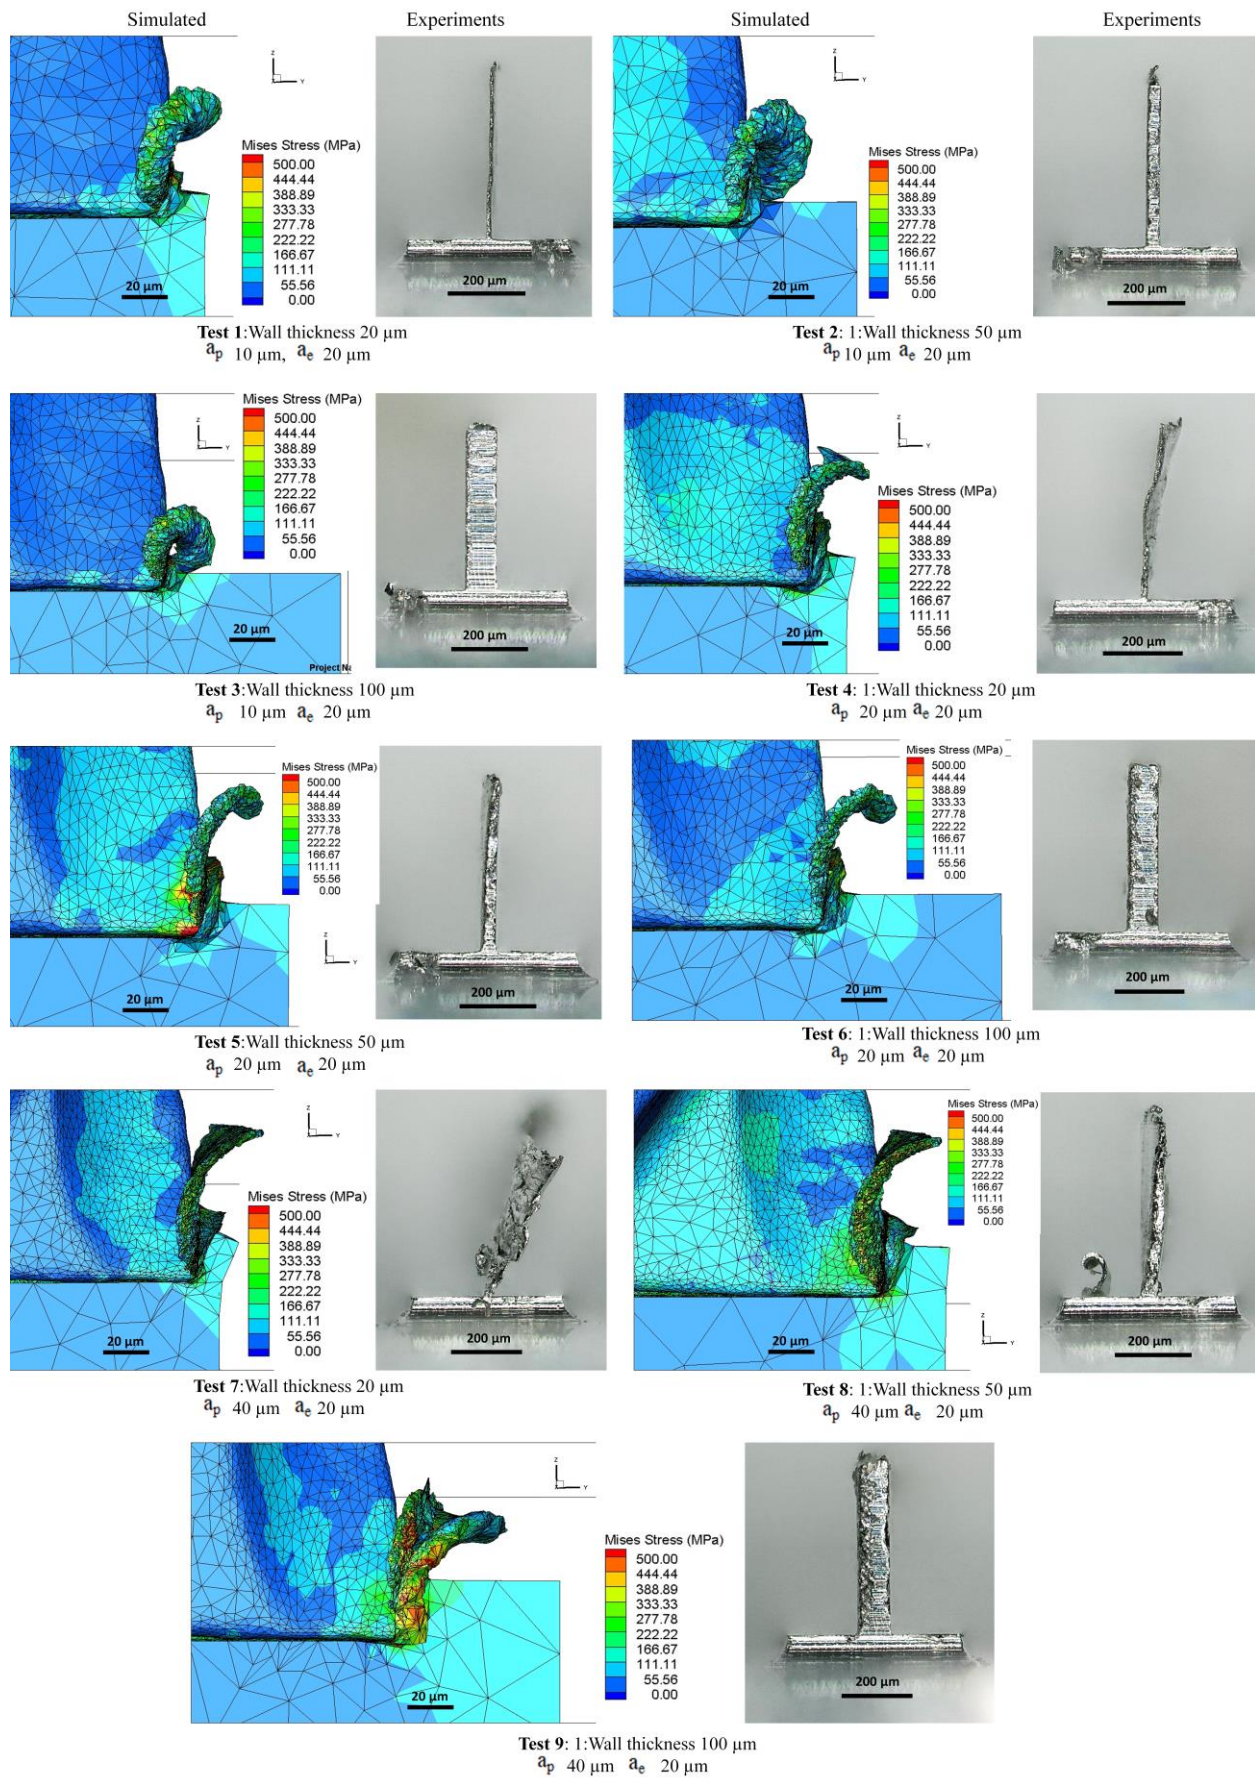 Simulated Experiments Simulated Experiments
Z
Y
Mises Stress (MPa)
500.00
444.44
388.89
333.33
277.78
222.22
166.67
111.11
55.56
0.00
20 µm
200 µm
Z
Y
Mises Stress (MPa)
500.00
444.44
388.89
333.33
277.78
222.22
166.67
111.11
55.56
0.00
20 µm
200 µm
Test 1:Wall thickness 20 µm
ap 10 µm, ae 20 µm
Test 2: 1:Wall thickness 50 µm
ap 10 µm ae 20 µm
Z
Y
Mises Stress (MPa)
500.00
444.44
388.89
333.33
277.78
222.22
166.67
111.11
55.56
0.00
20 µm
Project Na
200 µm
Z
Y
Mises Stress (MPa)
500.00
444.44
388.89
333.33
277.78
222.22
166.67
111.11
55.56
0.00
20 µm
200 µm
Test 3:Wall thickness 100 µm
ap 10 µm ae 20 µm
Test 4: 1:Wall thickness 20 µm
ap 20 µm ae 20 µm
Mises Stress (MPa)
500.00
444.44
388.89
333.33
277.78
222.22
166.67
111.11
55.56
0.00
Z
Y
20 µm
200 µm
Z
Y
Mises Stress (MPa)
500.00
444.44
388.89
333.33
277.78
222.22
166.67
111.11
55.56
0.00
20 µm
200 µm
Test 5:Wall thickness 50 µm
ap 20 µm ae 20 µm
Test 6: 1:Wall thickness 100 µm
ap 20 µm ae 20 µm
Z
Y
Mises Stress (MPa)
500.00
444.44
388.89
333.33
277.78
222.22
166.67
111.11
55.56
0.00
20 µm
200 µm
Mises Stress (MPa)
500.00
444.44
388.89
333.33
277.78
222.22
166.67
111.11
55.56
0.00
Z
Y
20 µm
200 µm
Test 7:Wall thickness 20 µm
ap 40 µm ae 20 µm
Test 8: 1:Wall thickness 50 µm
ap 40 µm ae 20 µm
Z
Y
Mises Stress (MPa)
500.00
444.44
388.89
333.33
277.78
222.22
166.67
111.11
55.56
0.00
20 µm
200 µm
Test 9: 1:Wall thickness 100 µm
ap 40 µm ae 20 µm